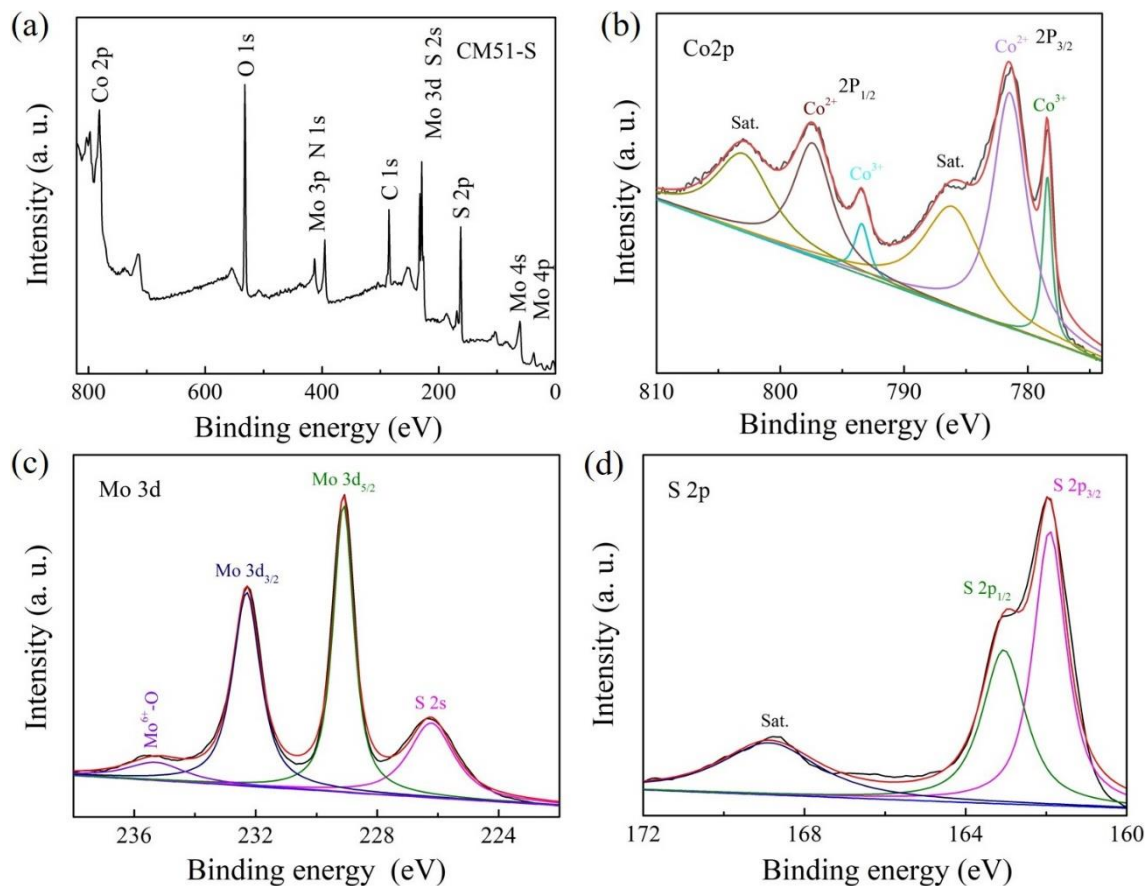 (a)
CM51-S
Co 2p
O 1s
Mo 3p N 1s
C 1s
Mo 3d S 2s
S 2p
Mo 4s
Mo 4p
Intensity (a. u.)
800 600 400 200 0
Binding energy (eV)
(b)
Co2p
Sat.
Co²⁺ 2P₁/₂
Co³⁺
Sat.
Co²⁺ 2P₃/₂
Co³⁺
Intensity (a. u.)
810 800 790 780
Binding energy (eV)
(c)
Mo 3d
Mo⁶⁺-O
Mo 3d₃/₂
Mo 3d₅/₂
S 2s
Intensity (a. u.)
236 232 228 224
Binding energy (eV)
(d)
S 2p
Sat.
S 2p₁/₂
S 2p₃/₂
Intensity (a. u.)
172 168 164 160
Binding energy (eV)